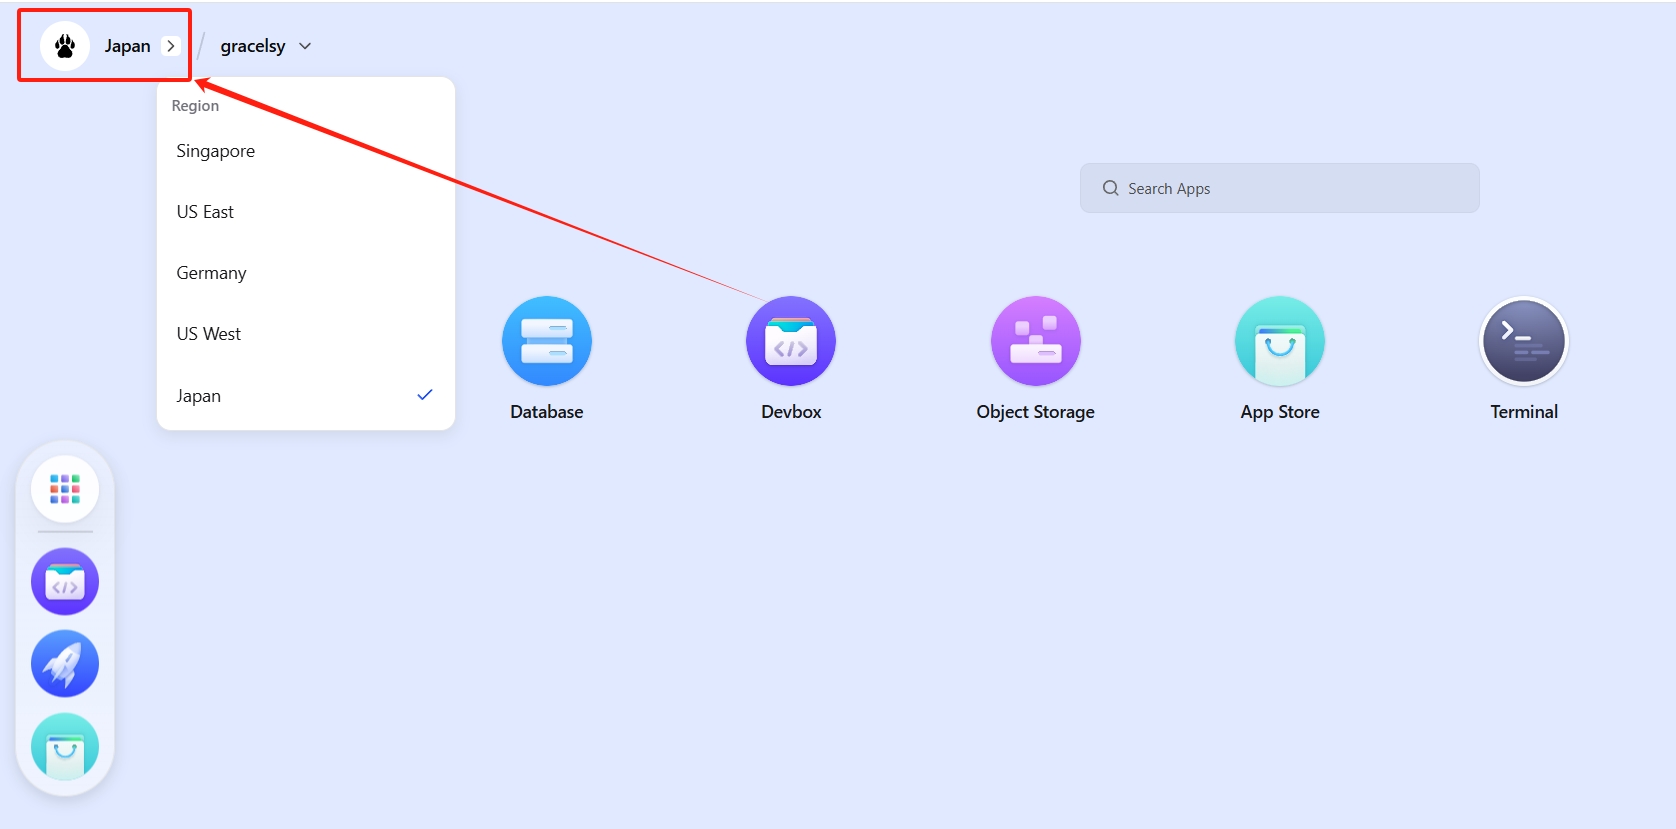 Japan
gracelsy
Region
Singapore
US East
Germany
US West
Japan
Search Apps
Database
Devbox
Object Storage
App Store
Terminal